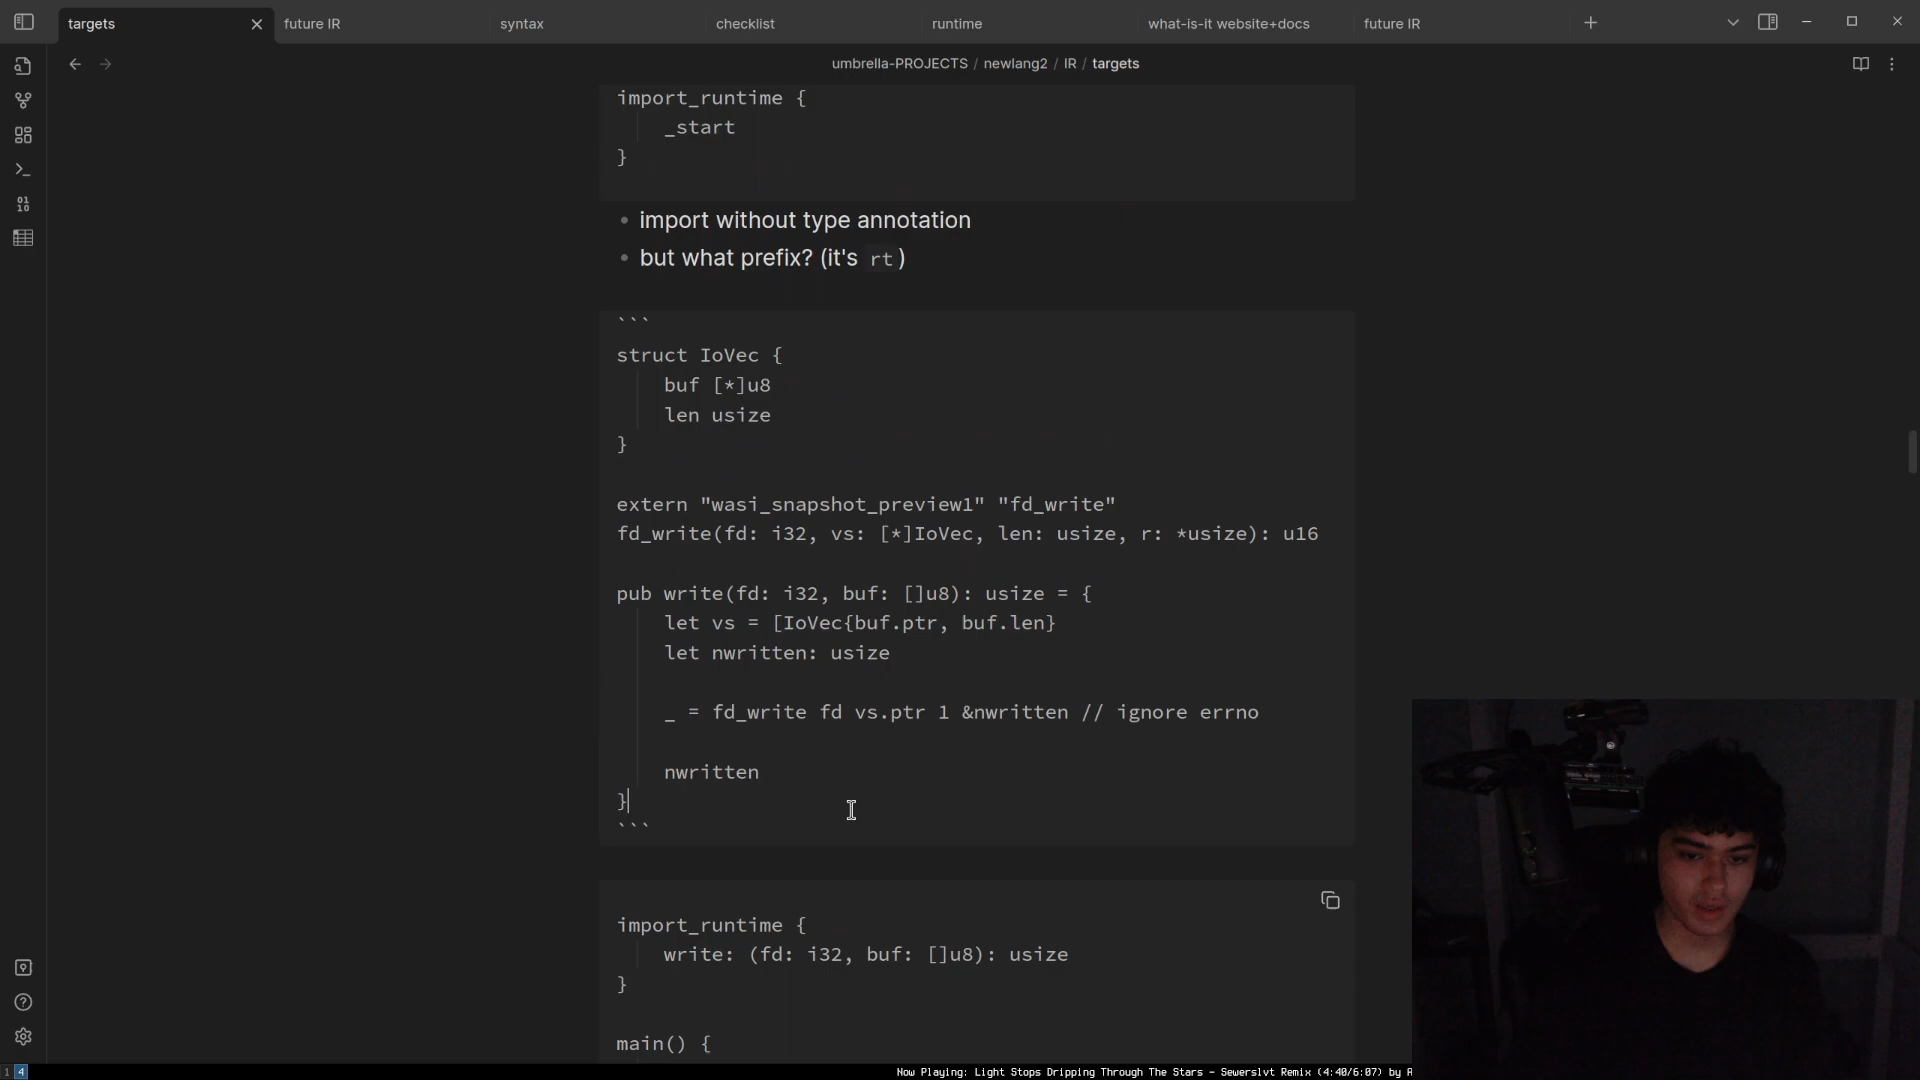 targets
future IR
syntax
checklist
runtime
what-is-it website+docs
future IR
umbrella-PROJECTS / newlang2 / IR / targets
import_runtime {
_start
}
import without type annotation
but what prefix? (it's rt)
```
struct IoVec {
buf [*]u8
len usize
}
extern "wasi_snapshot_preview1" "fd_write"
fd_write(fd: i32, vs: [*]IoVec, len: usize, r: *usize): u16
pub write(fd: i32, buf: []u8): usize = {
let vs = [IoVec{buf.ptr, buf.len}
let nwritten: usize
_ = fd_write fd vs.ptr 1 &nwritten // ignore errno
nwritten
}
```
import_runtime {
write: (fd: i32, buf: []u8): usize
}
main() {
1 4
Now Playing: Light Stops Dripping Through The Stars - Sewerslvt Remix (4:40/6:07) by